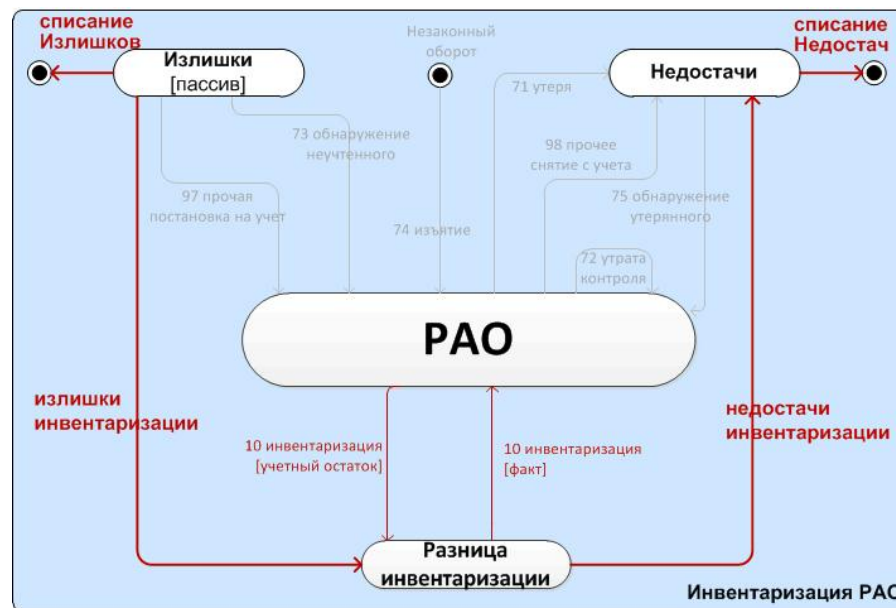 списание
Излишков
Излишки
[пассив]
Незаконный
оборот
Недостачи
списание
Недостач
71 утеря
73 обнаружение
неучтенного
98 прочее
снятие с учета
97 прочая
постановка на учет
75 обнаружение
утерянного
74 изъятие
72 утрата
контроля
РАО
излишки
инвентаризации
недостачи
инвентаризации
10 инвентаризация
[учетный остаток]
10 инвентаризация
[факт]
Разница
инвентаризации
Инвентаризация РАО